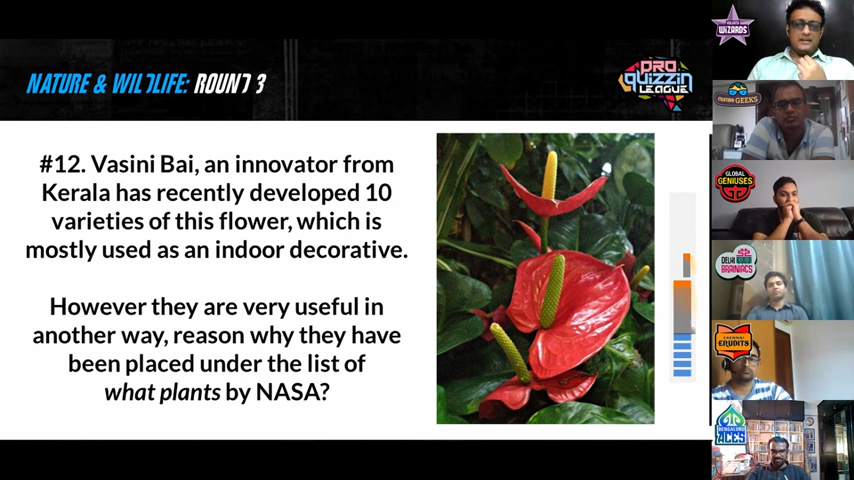 NATURE & WILDLIFE: ROUND 3
PRO
QUIZZIN
LEAGUE
#12. Vasini Bai, an innovator from
Kerala has recently developed 10
varieties of this flower, which is
mostly used as an indoor decorative.
However they are very useful in
another way, reason why they have
been placed under the list of
what plants by NASA?
WIZARDS
GEEKS
GLOBAL
GENIUSES
DELHI
BRAINIACS
CHENNAI
ERUDITS
BENGALURU
ACES